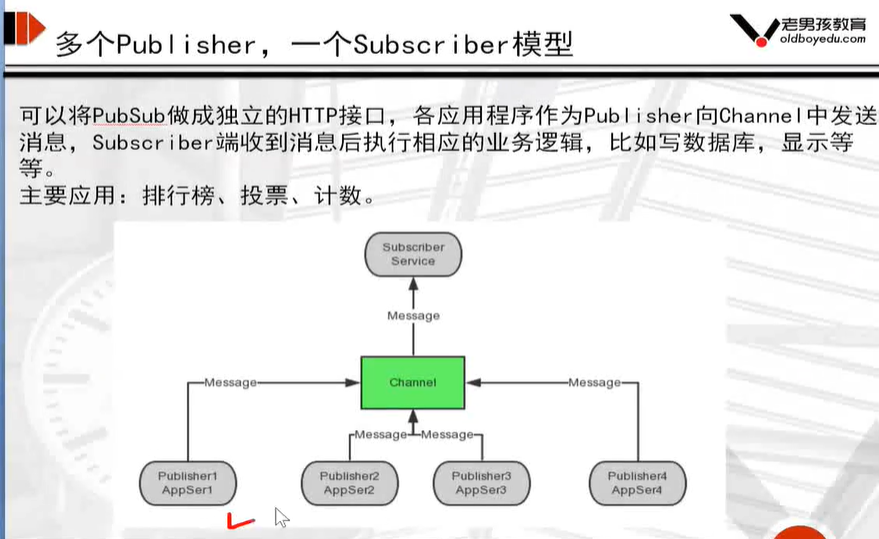 多个Publisher，一个Subscriber模型
老男孩教育
oldboyedu.com
可以将PubSub做成独立的HTTP接口，各应用程序作为Publisher向Channel中发送
消息，Subscriber端收到消息后执行相应的业务逻辑，比如写数据库，显示等
等。
主要应用：排行榜、投票、计数。
Subscriber
Service
Message
Message
Channel
Message
Message
Message
Publisher1
AppSer1
Publisher2
AppSer2
Publisher3
AppSer3
Publisher4
AppSer4